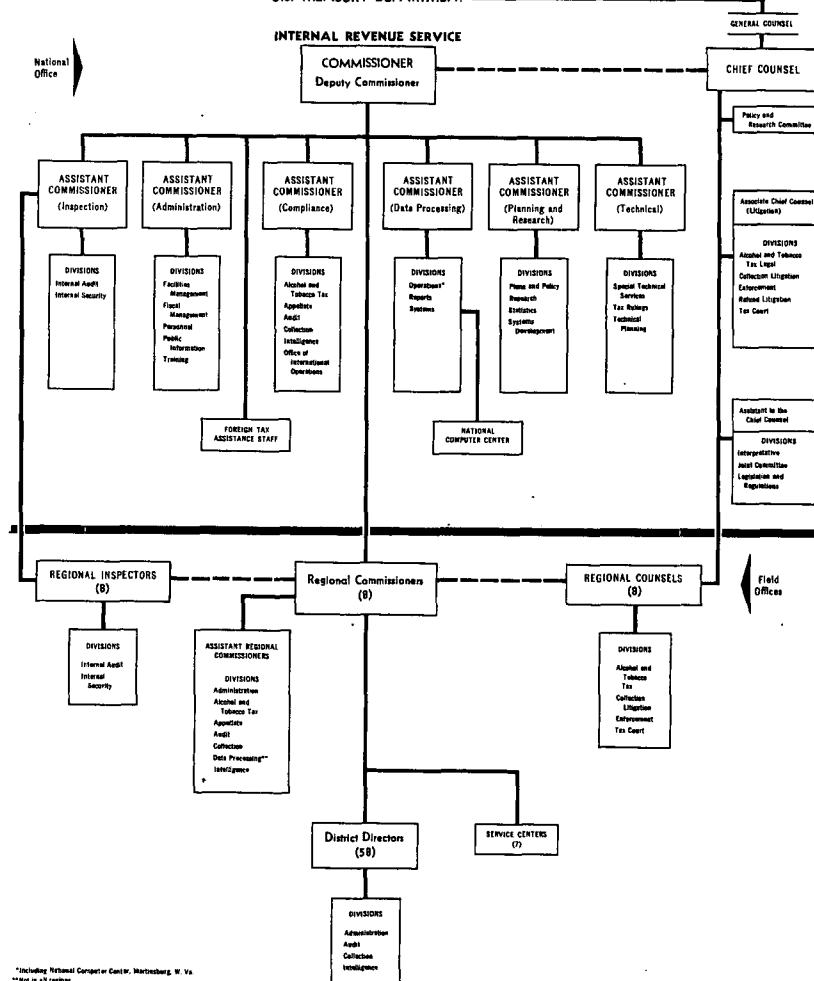 U.S. TREASURY DEPARTMENT
GENERAL COUNSEL
INTERNAL REVENUE SERVICE
National
Office
COMMISSIONER
Deputy Commissioner
CHIEF COUNSEL
Policy and
Research Committee
ASSISTANT
COMMISSIONER
(Inspection)
ASSISTANT
COMMISSIONER
(Administration)
ASSISTANT
COMMISSIONER
(Compliance)
ASSISTANT
COMMISSIONER
(Data Processing)
ASSISTANT
COMMISSIONER
(Planning and
Research)
ASSISTANT
COMMISSIONER
(Technical)
Associate Chief Counsel
(Litigation)
DIVISIONS
Alcohol and Tobacco
Tax Legal
Collection Litigation
Enforcement
Refund Litigation
Tax Court
DIVISIONS
Internal Audit
Internal Security
DIVISIONS
Facilities
Management
Fiscal
Management
Personnel
Public
Information
Training
DIVISIONS
Alcohol and
Tobacco Tax
Appellate
Audit
Collection
Intelligence
Office of
International
Operations
DIVISIONS
Operations*
Reports
Systems
DIVISIONS
Plans and Policy
Research
Statistics
Systems
Development
DIVISIONS
Special Technical
Services
Tax Rulings
Technical
Planning
FOREIGN TAX
ASSISTANCE STAFF
NATIONAL
COMPUTER CENTER
Assistant to the
Chief Counsel
DIVISIONS
Interpretative
Joint Committee
Legislation and
Regulations
REGIONAL INSPECTORS
(8)
Regional Commissioners
(8)
REGIONAL COUNSELS
(8)
Field
Offices
DIVISIONS
Internal Audit
Internal
Security
ASSISTANT REGIONAL
COMMISSIONERS
DIVISIONS
Administration
Alcohol and
Tobacco Tax
Appellate
Audit
Collection
Data Processing**
Intelligence
DIVISIONS
Alcohol and
Tobacco
Tax
Collection
Litigation
Enforcement
Tax Court
District Directors
(58)
SERVICE CENTERS
(7)
DIVISIONS
Administration
Audit
Collection
Intelligence
*Including National Computer Center, Martinsburg, W. Va.
**Not in all regions